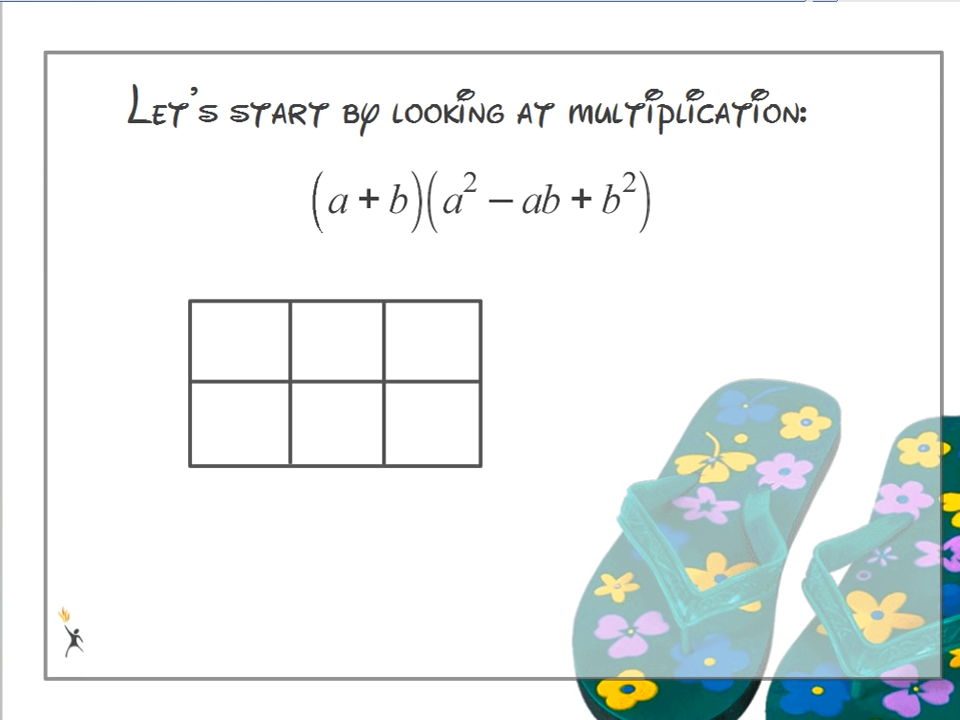 Let's start by looking at multiplication:
(a + b)(a² − ab + b²)